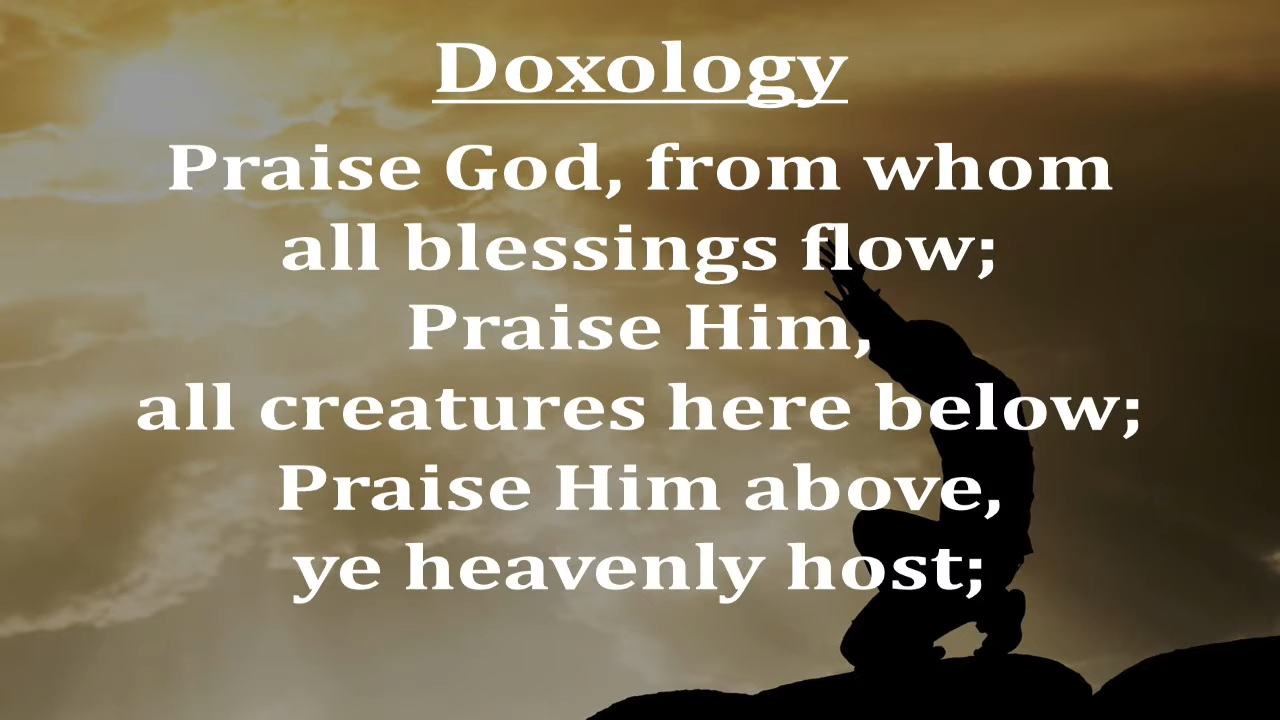 Doxology
Praise God, from whom
all blessings flow;
Praise Him,
all creatures here below;
Praise Him above,
ye heavenly host;